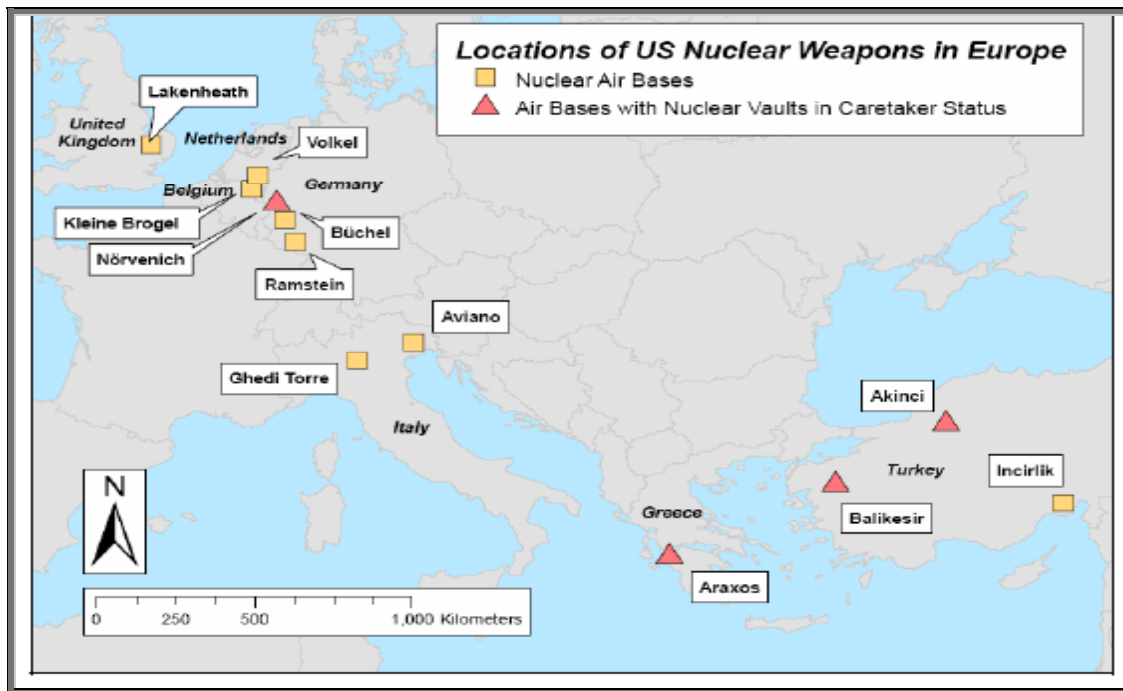 Locations of US Nuclear Weapons in Europe
Nuclear Air Bases
Air Bases with Nuclear Vaults in Caretaker Status
Lakenheath
United
Kingdom
Netherlands
Volkel
Belgium
Germany
Kleine Brogel
Büchel
Nörvenich
Ramstein
Aviano
Ghedi Torre
Akinci
Italy
Incirlik
Turkey
N
Greece
Balikesir
Araxos
0 250 500 1,000 Kilometers